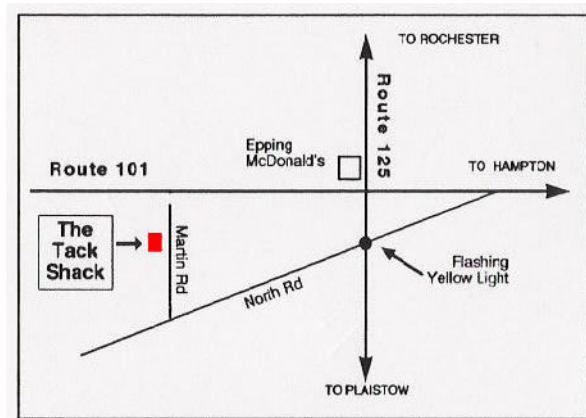 TO ROCHESTER
Route 125
Epping
McDonald's
Route 101
TO HAMPTON
The
Tack
Shack
Martin Rd
Flashing
Yellow Light
North Rd
TO PLAISTOW